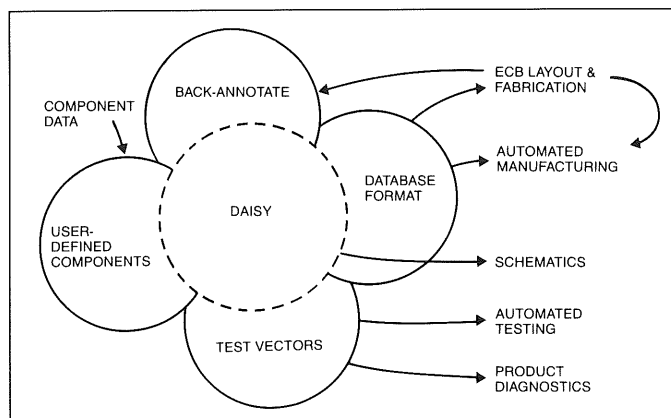 BACK-ANNOTATE
ECB LAYOUT &
FABRICATION
COMPONENT
DATA
AUTOMATED
MANUFACTURING
DATABASE
FORMAT
DAISY
USER-
DEFINED
COMPONENTS
SCHEMATICS
AUTOMATED
TESTING
TEST VECTORS
PRODUCT
DIAGNOSTICS